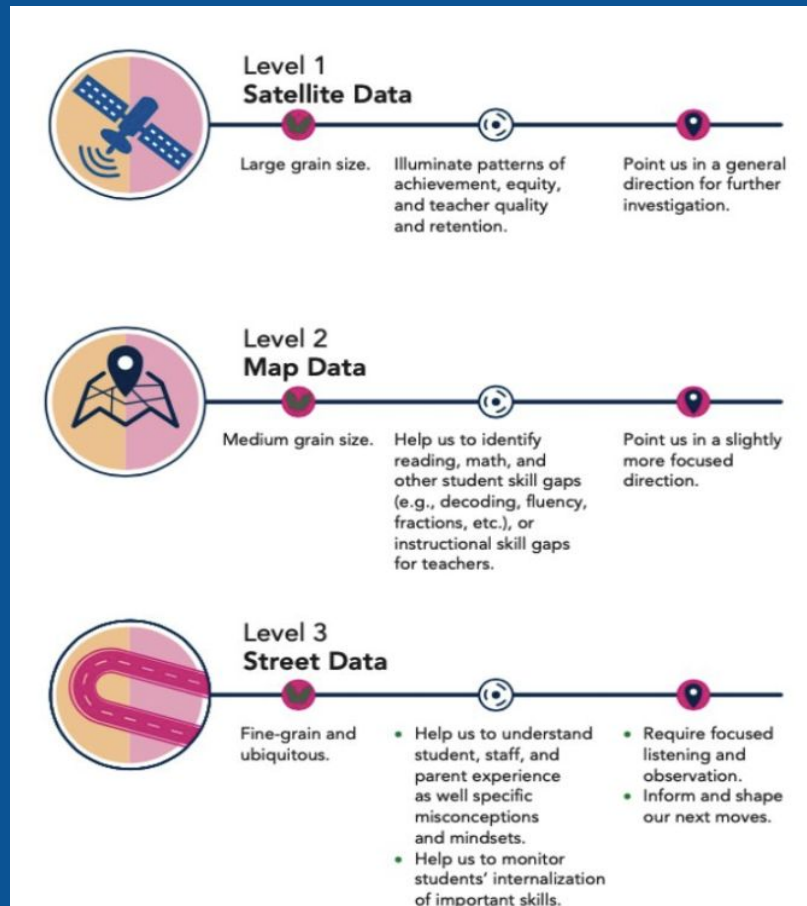 Level 1
Satellite Data
Large grain size.
Illuminate patterns of
achievement, equity,
and teacher quality
and retention.
Point us in a general
direction for further
investigation.
Level 2
Map Data
Medium grain size.
Help us to identify
reading, math, and
other student skill gaps
(e.g., decoding, fluency,
fractions, etc.), or
instructional skill gaps
for teachers.
Point us in a slightly
more focused
direction.
Level 3
Street Data
Fine-grain and
ubiquitous.
• Help us to understand
student, staff, and
parent experience
as well specific
misconceptions
and mindsets.
• Help us to monitor
students' internalization
of important skills.
• Require focused
listening and
observation.
• Inform and shape
our next moves.